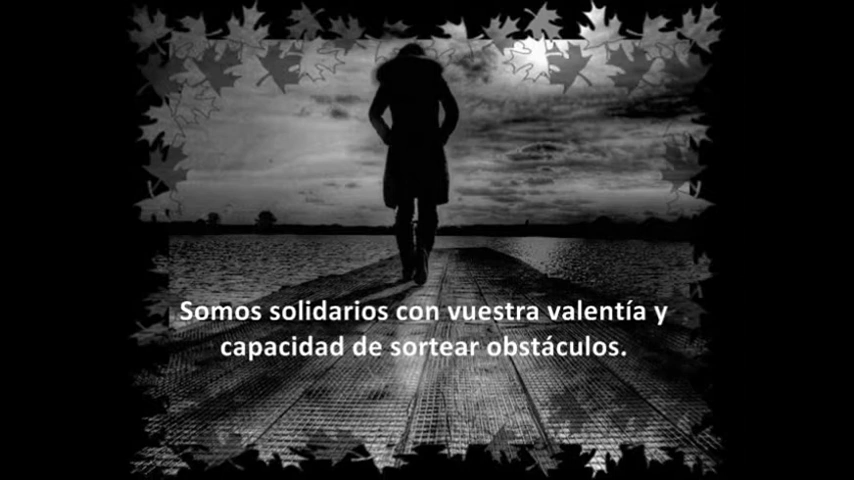 Somos solidarios con vuestra valentía y
capacidad de sortear obstáculos.